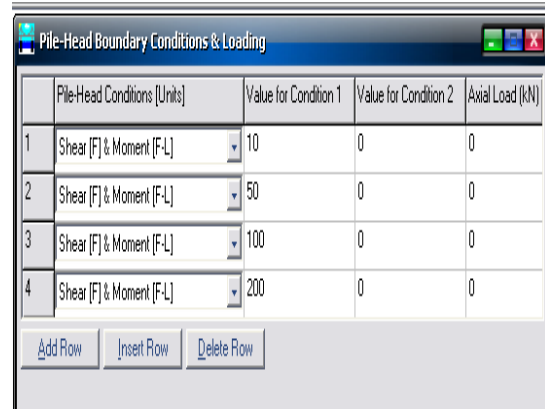 Pile-Head Boundary Conditions & Loading
Pile-Head Conditions [Units] Value for Condition 1 Value for Condition 2 Axial Load (kN)
1 Shear [F] & Moment [F-L] 10 0 0
2 Shear [F] & Moment [F-L] 50 0 0
3 Shear [F] & Moment [F-L] 100 0 0
4 Shear [F] & Moment [F-L] 200 0 0
Add Row Insert Row Delete Row